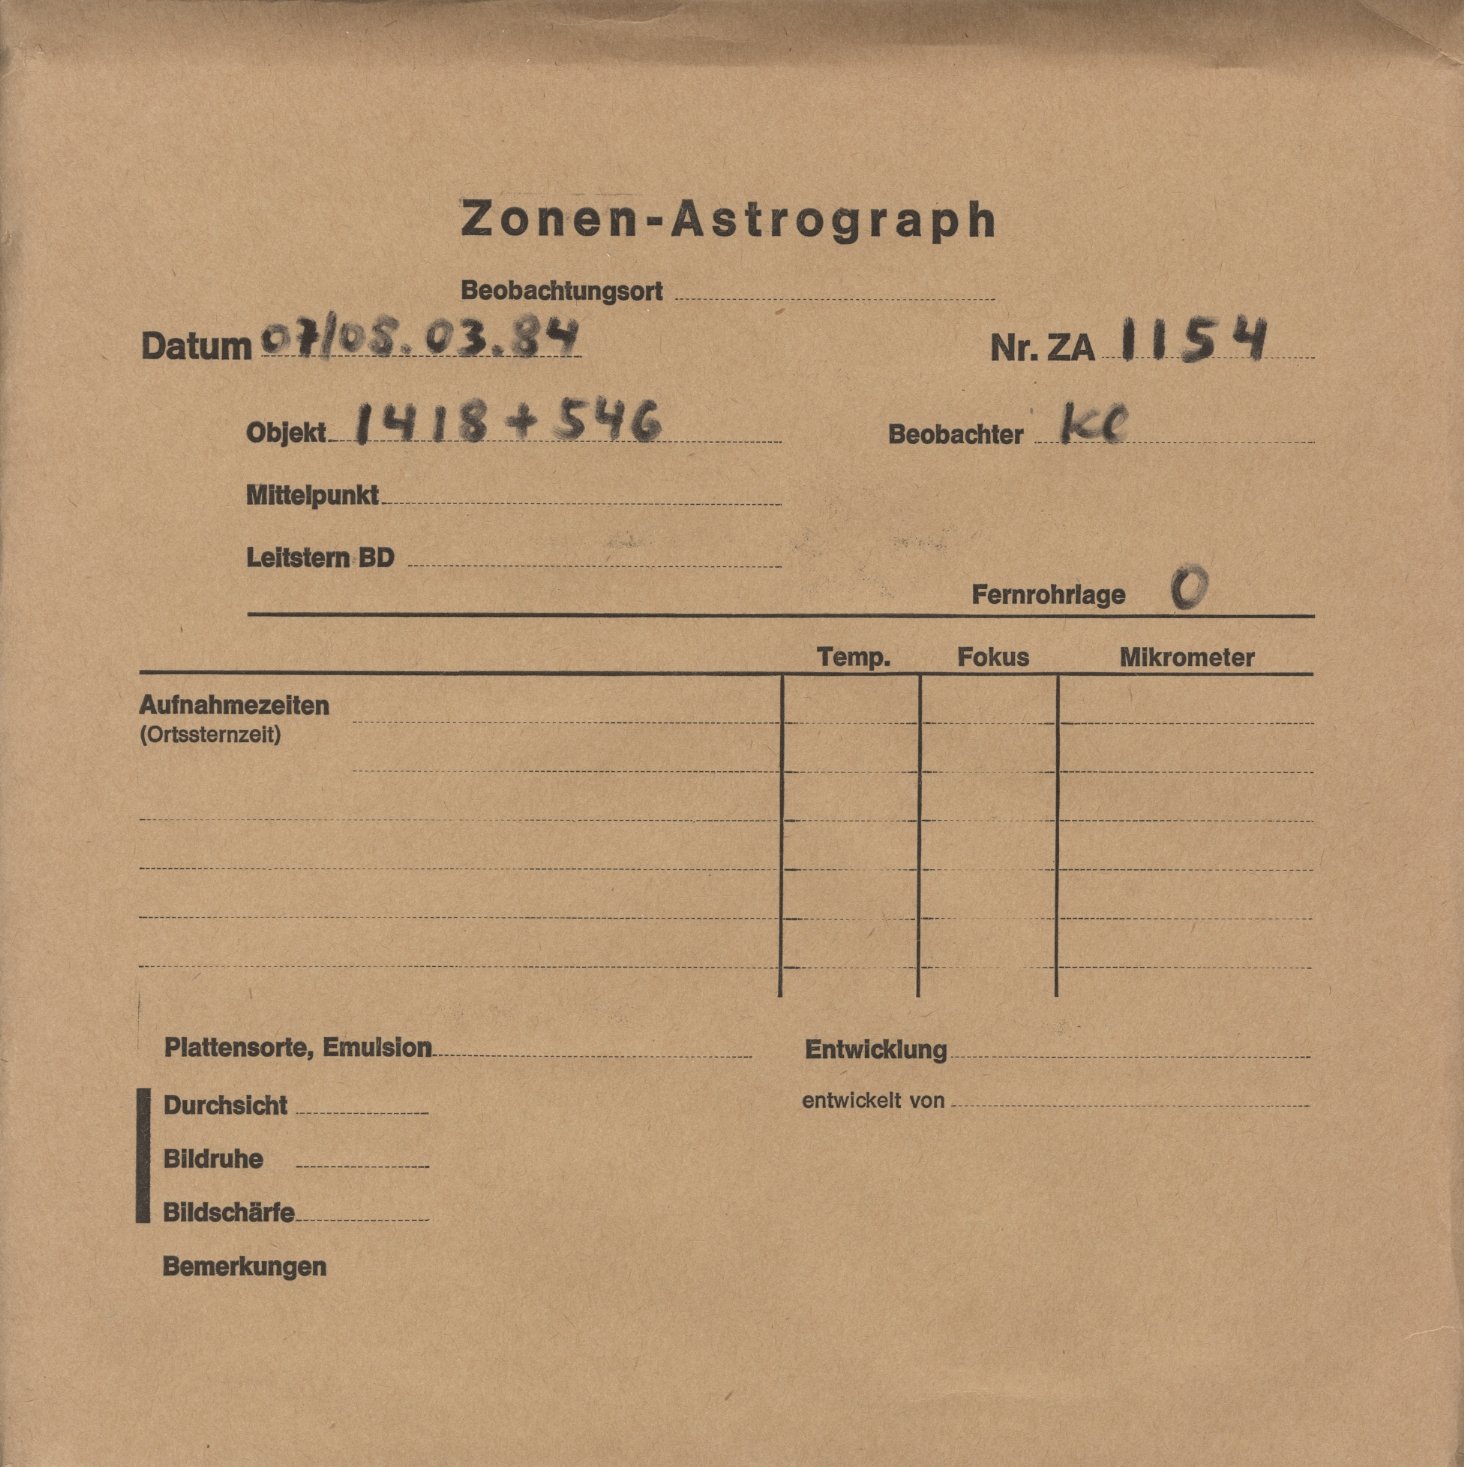 Zonen-Astrograph
Beobachtungsort
Datum 07/08.03.84 Nr. ZA 1154
Objekt 1418+546 Beobachter Ke
Mittelpunkt
Leitstern BD
Fernrohrlage O
Temp. Fokus Mikrometer
Aufnahmezeiten
(Ortssternzeit)
Plattensorte, Emulsion Entwicklung
Durchsicht entwickelt von
Bildruhe
Bildschärfe
Bemerkungen